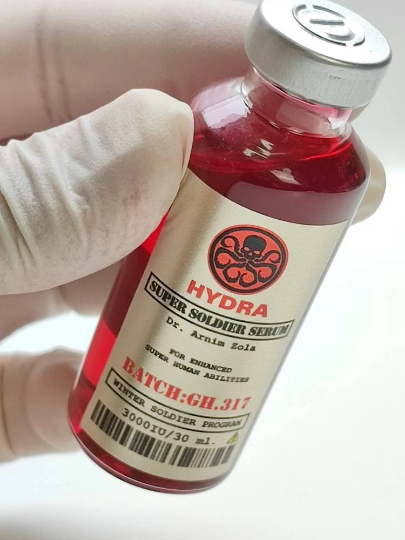 HYDRA
SUPER SOLDIER SERUM
Dr. Arnim Zola
FOR ENHANCED
SUPER HUMAN ABILITIES
BATCH:GH.317
WINTER SOLDIER PROGRAM
3000IU/30 ml.